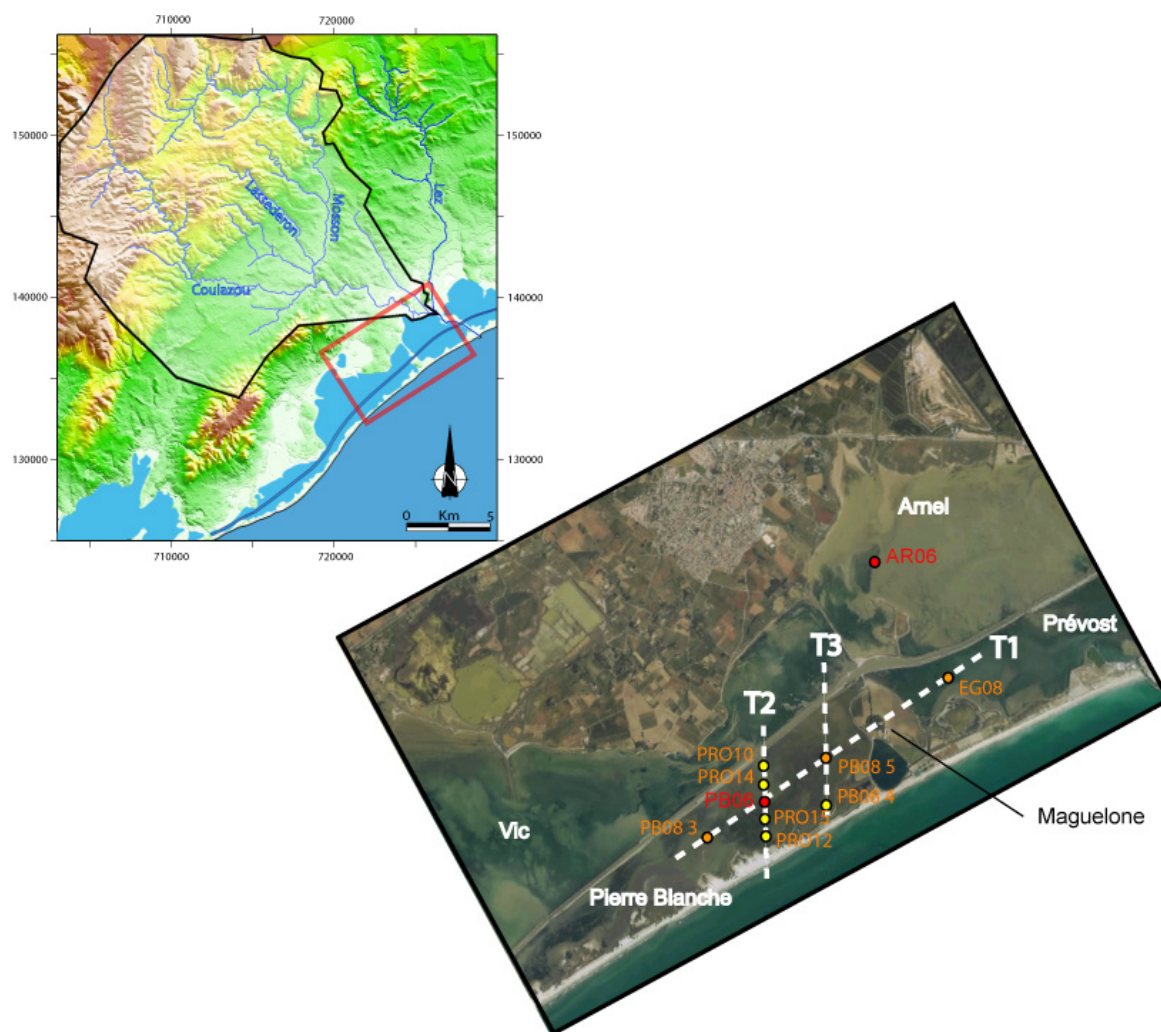 710000
720000
150000
150000
Lez
Lassederon
Mosson
140000
140000
Coulazou
130000
130000
N
0 Km 5
710000
720000
Arnel
AR06
Prévost
T3
T1
EG08
T2
PRO10
PRO14
PB08 5
PB06
PB08 4
PRO15
Maguelone
PB08 3
PRO12
Vic
Pierre Blanche